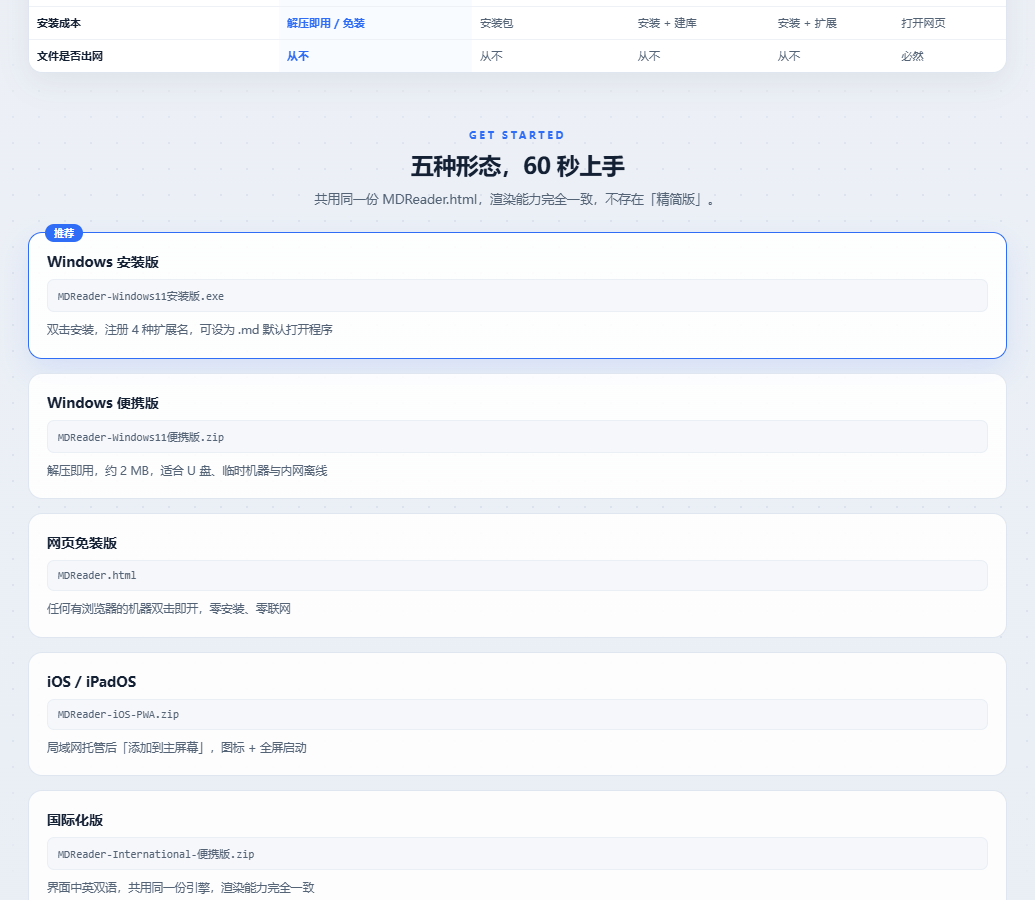 安装成本 解压即用 / 免装 安装包 安装 + 建库 安装 + 扩展 打开网页
文件是否出网 从不 从不 从不 从不 必然
GET STARTED
五种形态，60 秒上手
共用同一份 MDReader.html，渲染能力完全一致，不存在「精简版」。
推荐
Windows 安装版
MDReader-Windows11安装版.exe
双击安装，注册 4 种扩展名，可设为 .md 默认打开程序
Windows 便携版
MDReader-Windows11便携版.zip
解压即用，约 2 MB，适合 U 盘、临时机器与内网离线
网页免装版
MDReader.html
任何有浏览器的机器双击即开，零安装、零联网
iOS / iPadOS
MDReader-iOS-PWA.zip
局域网托管后「添加到主屏幕」，图标 + 全屏启动
国际化版
MDReader-International-便携版.zip
界面中英双语，共用同一份引擎，渲染能力完全一致